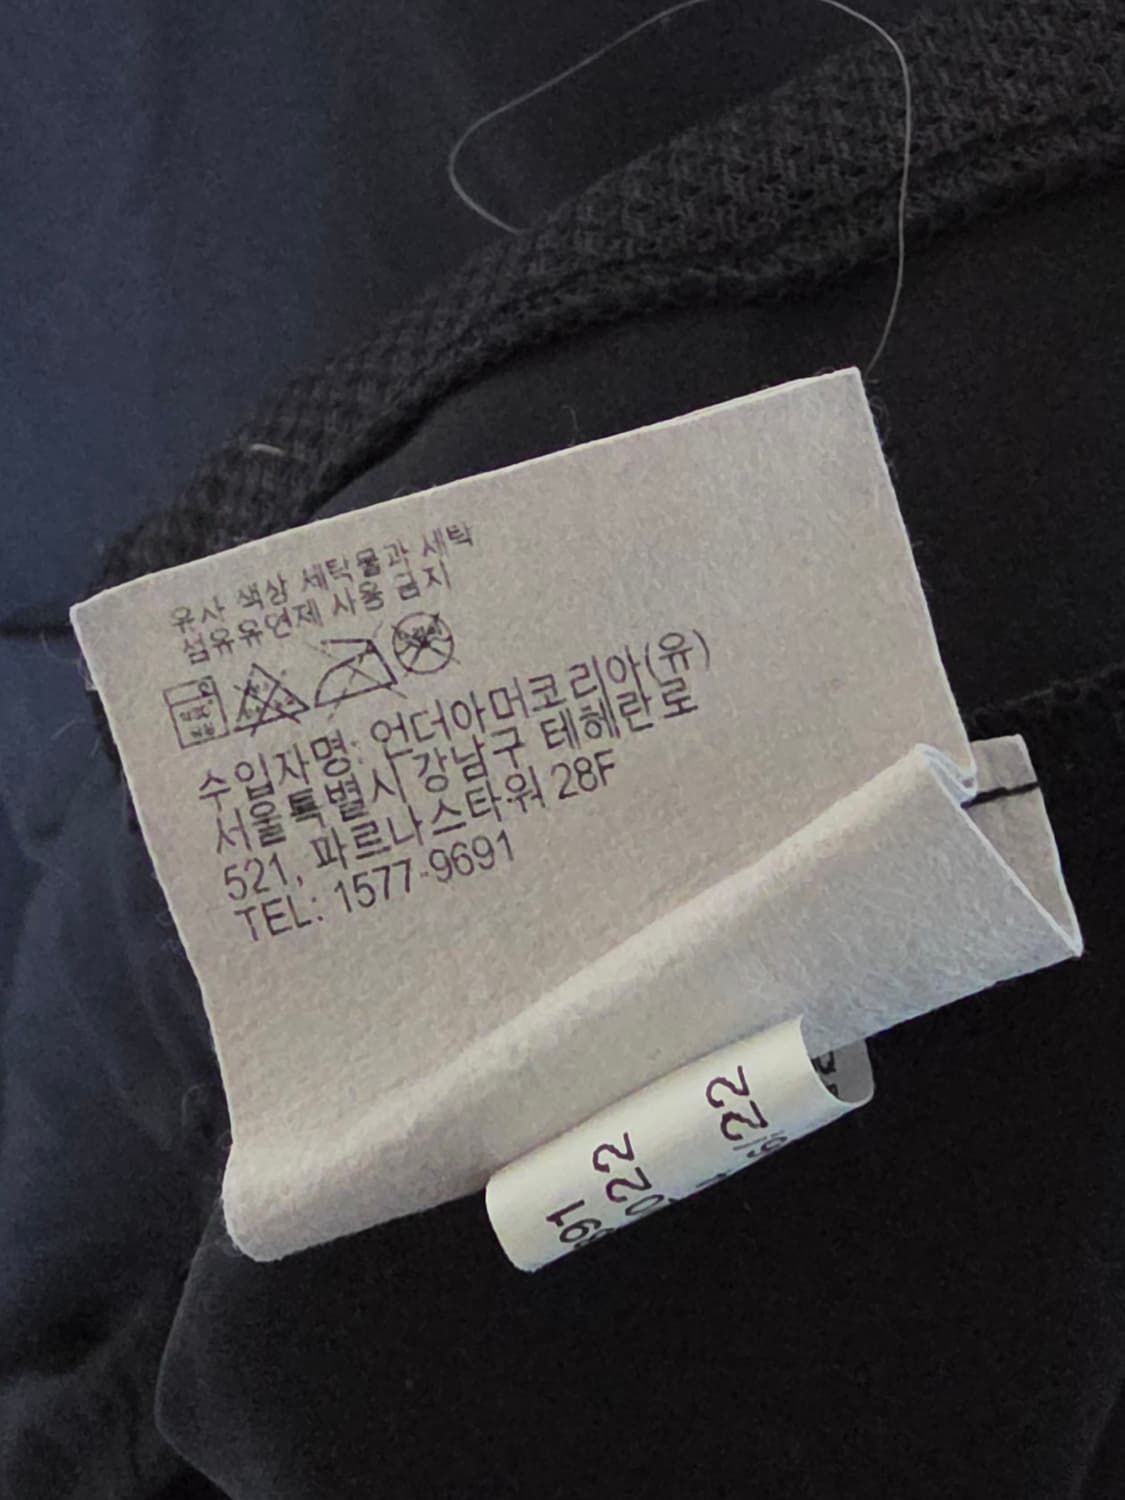 유사 색상 세탁물과 세탁
섬유유연제 사용 금지
수입자명: 언더아머코리아(유)
서울특별시 강남구 테헤란로
521, 파르나스타워 28F
TEL: 1577-9691
22
22